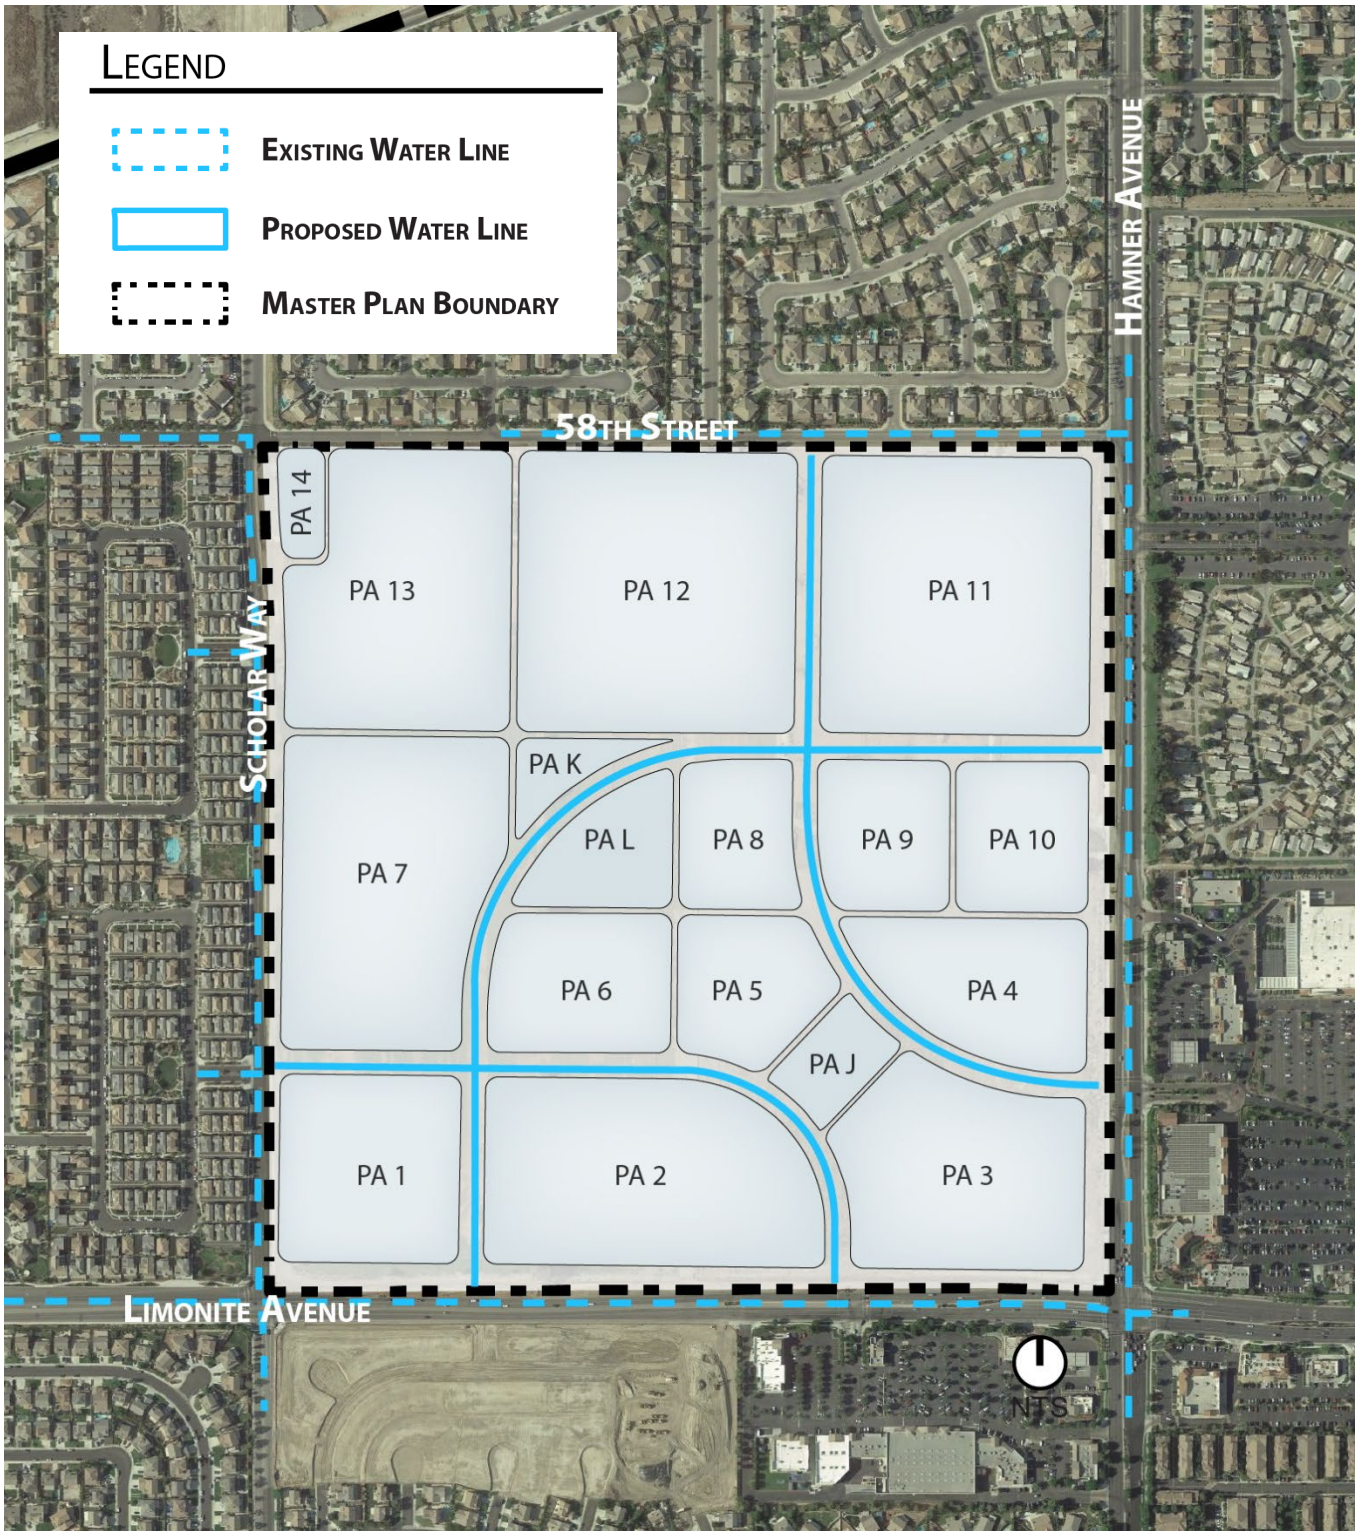 LEGEND
EXISTING WATER LINE
PROPOSED WATER LINE
MASTER PLAN BOUNDARY
HAMNER AVENUE
58TH STREET
SCHOLAR WAY
LIMONITE AVENUE
PA 14
PA 13
PA 12
PA 11
PA K
PA L
PA 8
PA 9
PA 10
PA 7
PA 6
PA 5
PA 4
PA J
PA 1
PA 2
PA 3
NTS